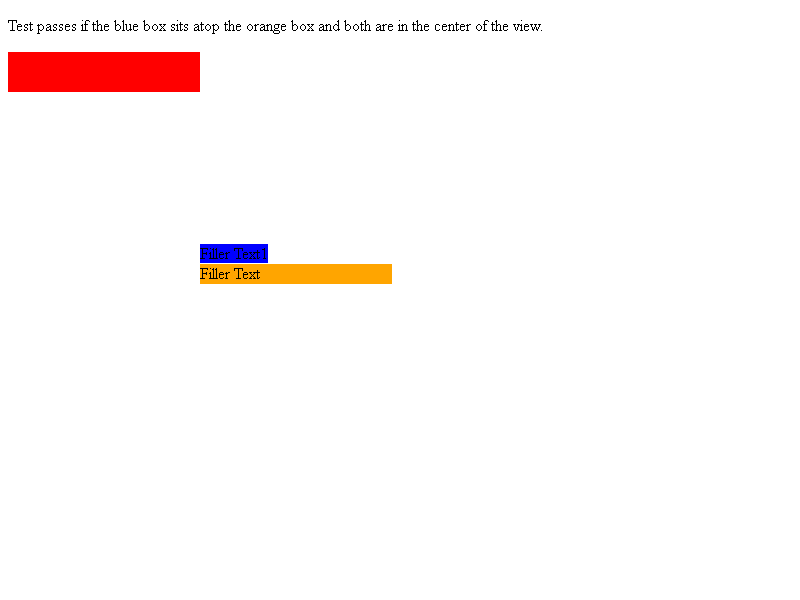 Test passes if the blue box sits atop the orange box and both are in the center of the view.
Filler Text1
Filler Text